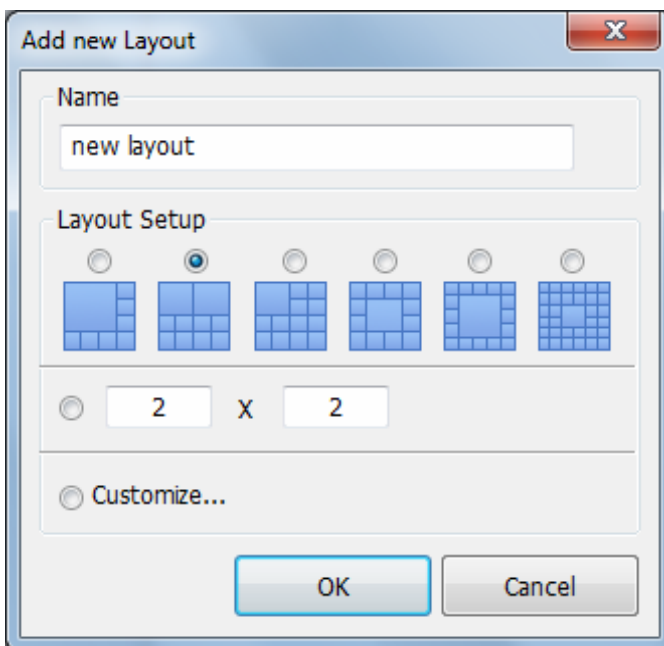 Add new Layout
Name
new layout
Layout Setup
2 X 2
Customize...
OK Cancel